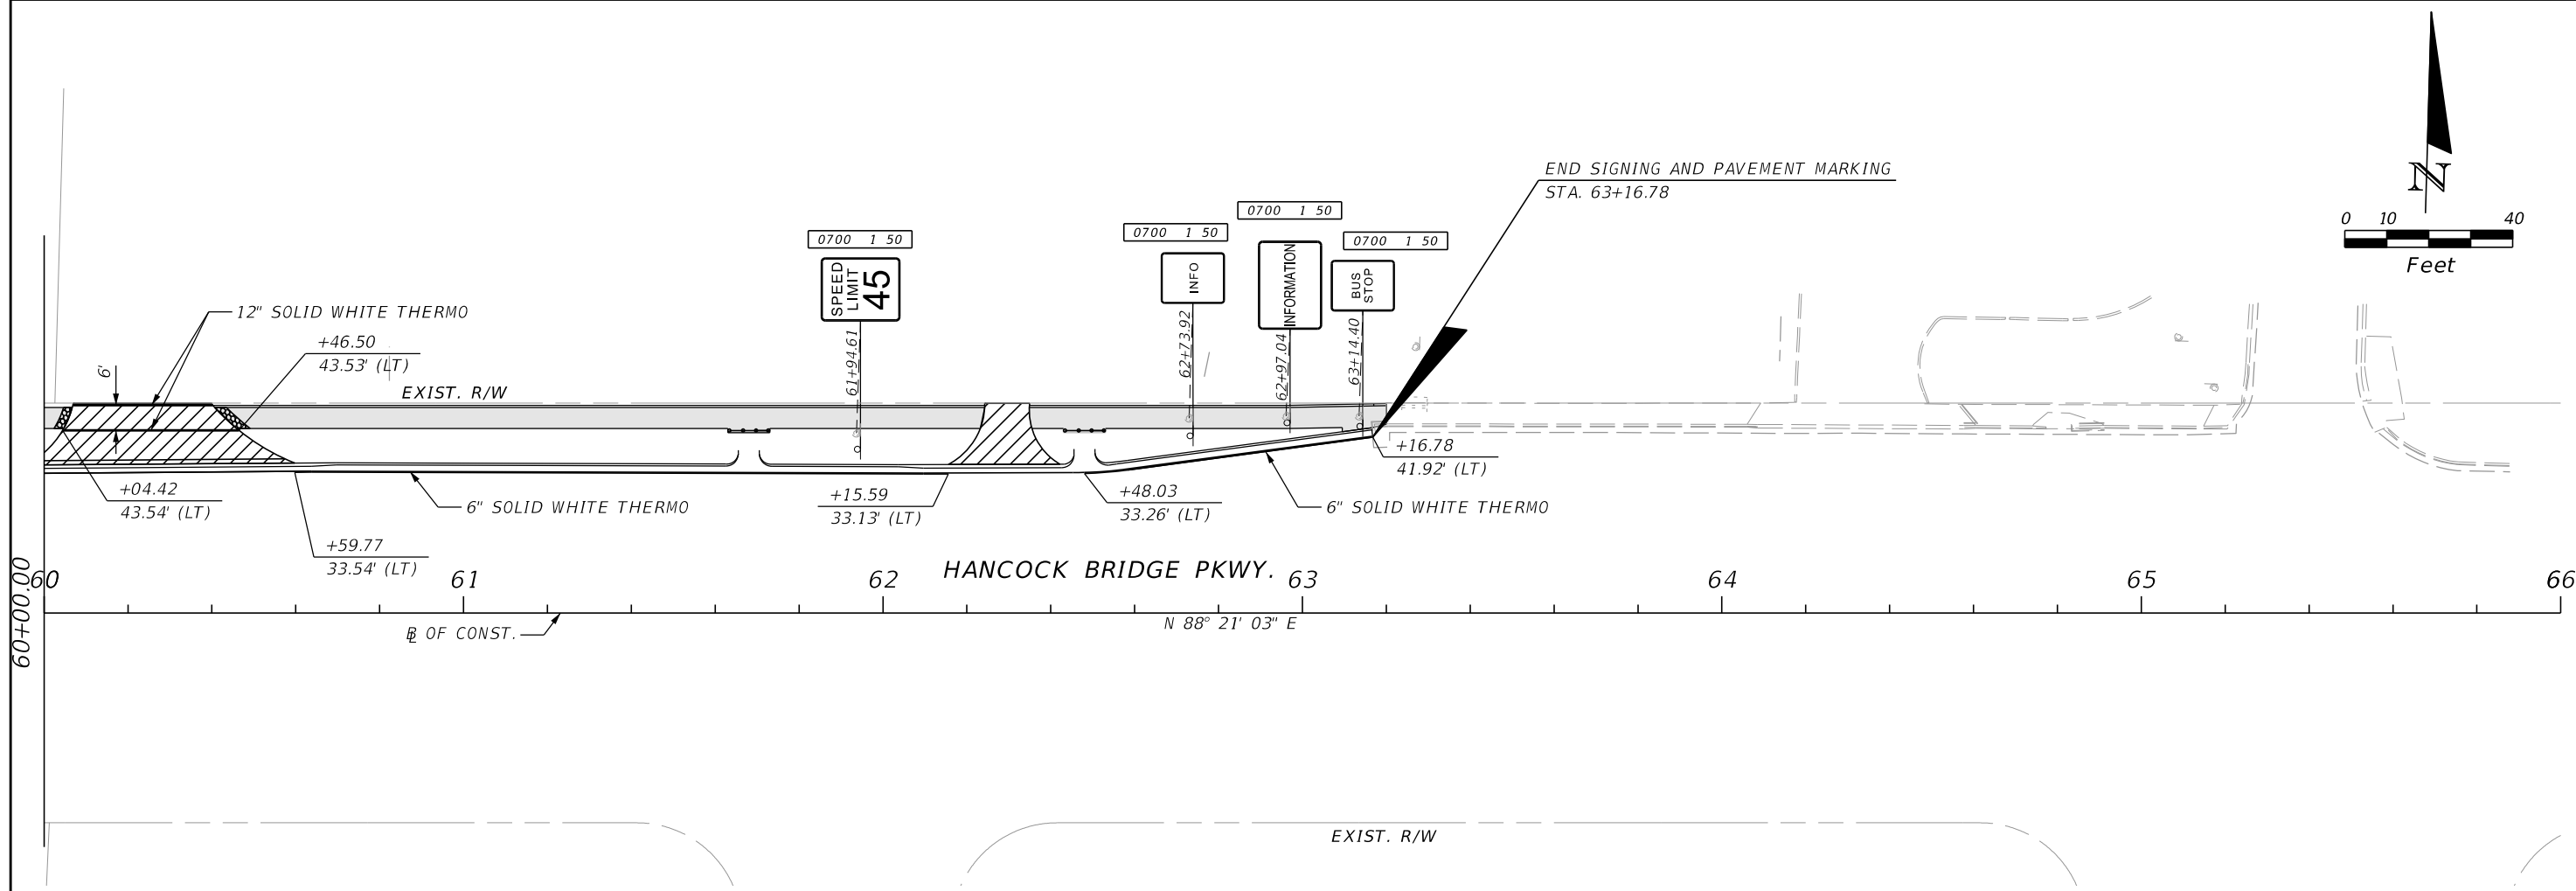 END SIGNING AND PAVEMENT MARKING
STA. 63+16.78
N
0 10 40
Feet
0700 1 50
0700 1 50
0700 1 50
0700 1 50
SPEED
LIMIT
45
INFO
INFORMATION
BUS
STOP
61+94.61
62+73.92
62+97.04
63+14.40
12" SOLID WHITE THERMO
+46.50
43.53' (LT)
6'
EXIST. R/W
+04.42
43.54' (LT)
6" SOLID WHITE THERMO
+59.77
33.54' (LT)
+15.59
33.13' (LT)
+48.03
33.26' (LT)
+16.78
41.92' (LT)
6" SOLID WHITE THERMO
HANCOCK BRIDGE PKWY.
60 61 62 63 64 65 66
60+00.00
BL OF CONST.
N 88° 21' 03" E
EXIST. R/W